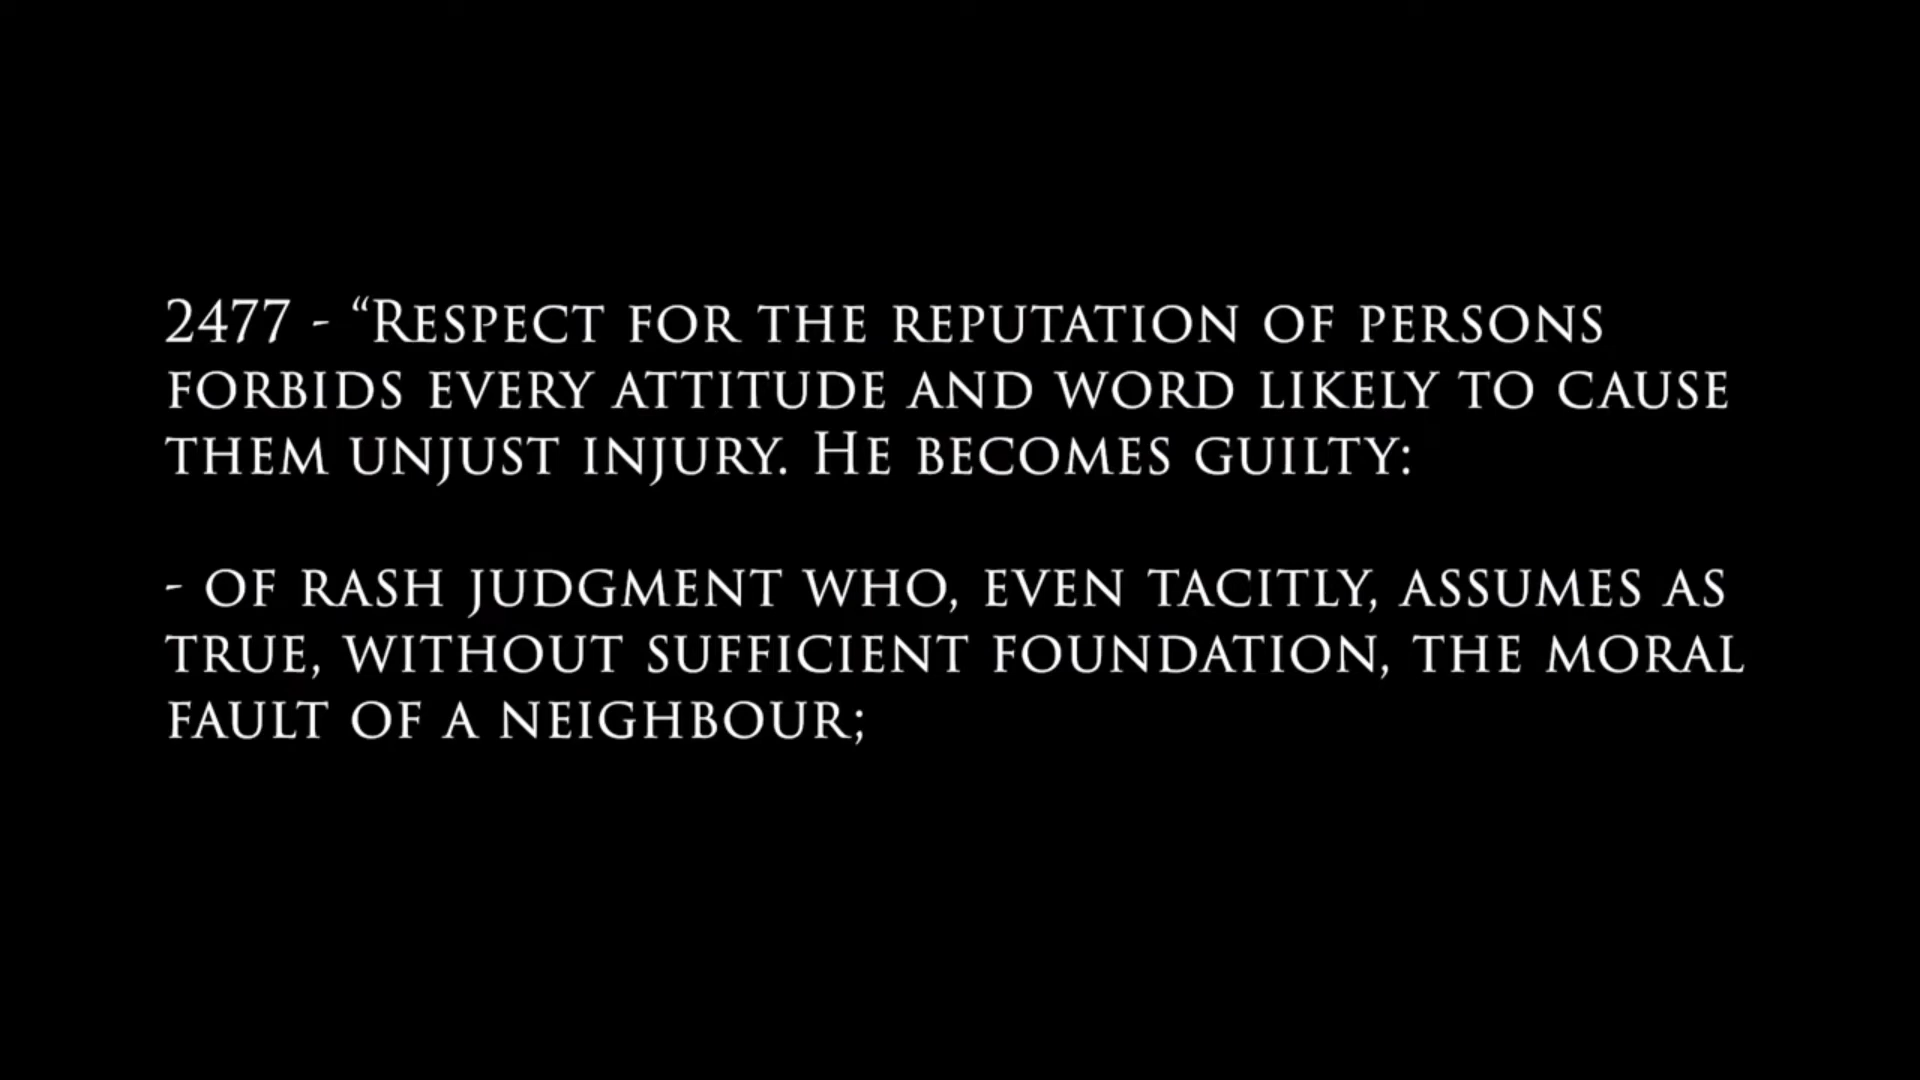 2477 - “Respect for the reputation of persons
forbids every attitude and word likely to cause
them unjust injury. He becomes guilty:
- of rash judgment who, even tacitly, assumes as
true, without sufficient foundation, the moral
fault of a neighbour;